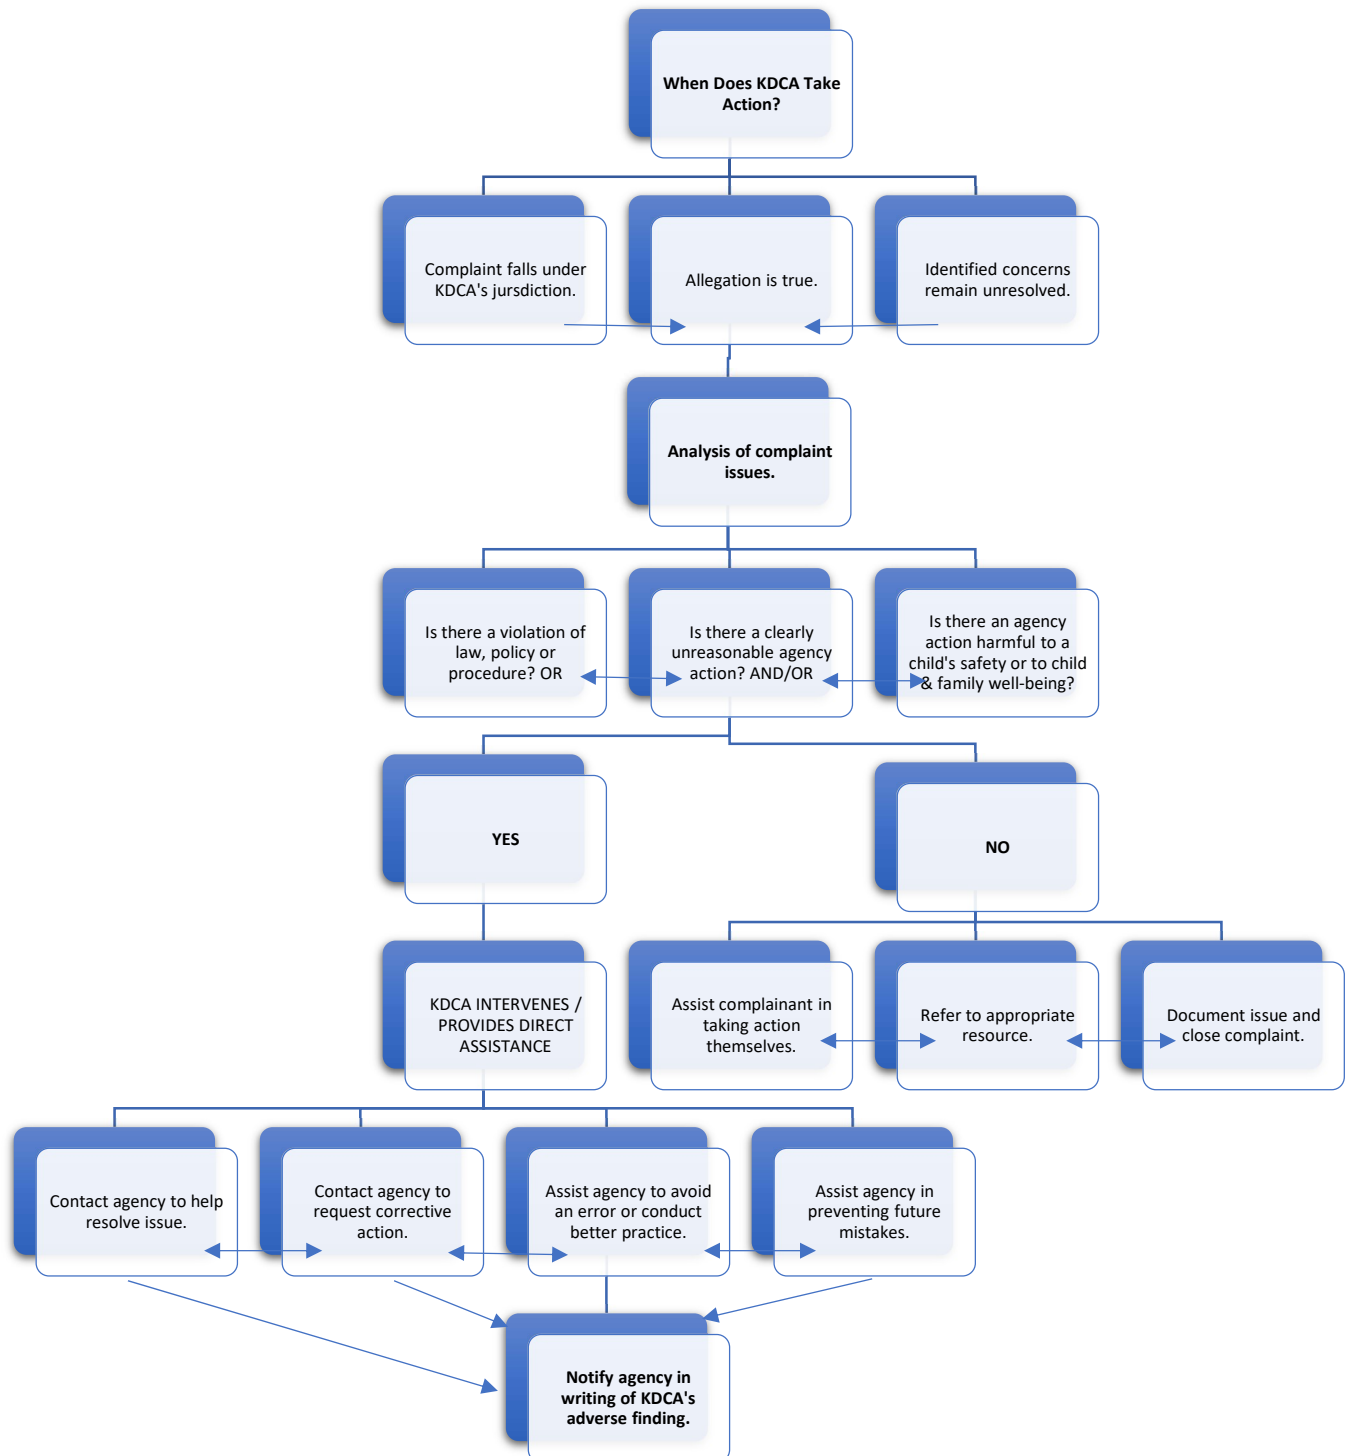 When Does KDCA Take
Action?
Complaint falls under
KDCA's jursdiction.
Allegation is true.
Identified concerns
remain unresolved.
Analysis of complaint
issues.
Is there a violation of
law, policy or
procedure? OR
Is there a clearly
unreasonable agency
action? AND/OR
Is there an agency
action harmful to a
child's safety or to child
& family well-being?
YES
NO
KDCA INTERVENES /
PROVIDES DIRECT
ASSISTANCE
Assist complainant in
taking action
themselves.
Refer to appropriate
resource.
Document issue and
close complaint.
Contact agency to help
resolve issue.
Contact agency to
request corrective
action.
Assist agency to avoid
an error or conduct
better practice.
Assist agency in
preventing future
mistakes.
Notify agency in
writing of KDCA's
adverse finding.